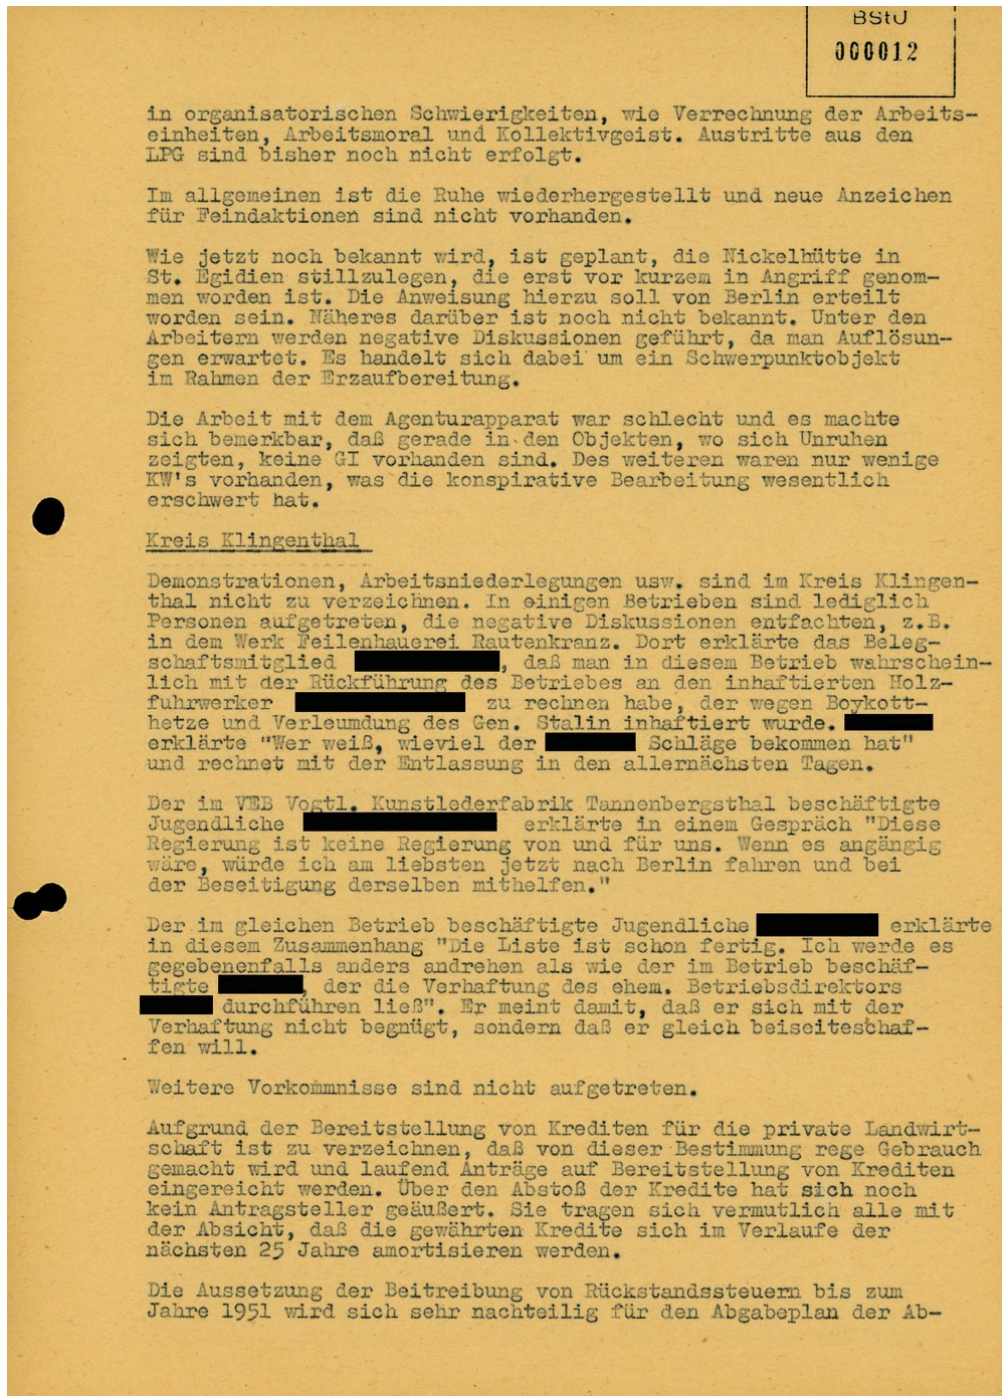 BStU
000012
in organisatorischen Schwierigkeiten, wie Verrechnung der Arbeits-
einheiten, Arbeitsmoral und Kollektivgeist. Austritte aus den
LPG sind bisher noch nicht erfolgt.
Im allgemeinen ist die Ruhe wiederhergestellt und neue Anzeichen
für Feindaktionen sind nicht vorhanden.
Wie jetzt noch bekannt wird, ist geplant, die Nickelhütte in
St. Egidien stillzulegen, die erst vor kurzem in Angriff genom-
men worden ist. Die Anweisung hierzu soll von Berlin erteilt
worden sein. Näheres darüber ist noch nicht bekannt. Unter den
Arbeitern werden negative Diskussionen geführt, da man Auflösun-
gen erwartet. Es handelt sich dabei um ein Schwerpunktobjekt
im Rahmen der Erzaufbereitung.
Die Arbeit mit dem Agenturapparat war schlecht und es machte
sich bemerkbar, daß gerade in den Objekten, wo sich Unruhen
zeigten, keine GI vorhanden sind. Des weiteren waren nur wenige
KW's vorhanden, was die konspirative Bearbeitung wesentlich
erschwert hat.
Kreis Klingenthal
Demonstrationen, Arbeitsniederlegungen usw. sind im Kreis Klingen-
thal nicht zu verzeichnen. In einigen Betrieben sind lediglich
Personen aufgetreten, die negative Diskussionen entfachten, z.B.
in dem Werk Feilenhauerei Rautenkranz. Dort erklärte das Beleg-
schaftsmitglied , daß man in diesem Betrieb wahrschein-
lich mit der Rückführung des Betriebes an den inhaftierten Holz-
fuhrwerker zu rechnen habe, der wegen Boykott-
hetze und Verleumdung des Gen. Stalin inhaftiert wurde.
erklärte "Wer weiß, wieviel der Schläge bekommen hat"
und rechnet mit der Entlassung in den allernächsten Tagen.
Der im VEB Vogtl. Kunstlederfabrik Tannenbergsthal beschäftigte
Jugendliche erklärte in einem Gespräch "Diese
Regierung ist keine Regierung von und für uns. Wenn es angängig
wäre, würde ich am liebsten jetzt nach Berlin fahren und bei
der Beseitigung derselben mithelfen."
Der im gleichen Betrieb beschäftigte Jugendliche erklärte
in diesem Zusammenhang "Die Liste ist schon fertig. Ich werde es
gegebenenfalls anders andrehen als wie der im Betrieb beschäf-
tigte , der die Verhaftung des ehem. Betriebsdirektors
durchführen ließ". Er meint damit, daß er sich mit der
Verhaftung nicht begnügt, sondern daß er gleich beiseiteschaf-
fen will.
Weitere Vorkommnisse sind nicht aufgetreten.
Aufgrund der Bereitstellung von Krediten für die private Landwirt-
schaft ist zu verzeichnen, daß von dieser Bestimmung rege Gebrauch
gemacht wird und laufend Anträge auf Bereitstellung von Krediten
eingereicht werden. Über den Abstoß der Kredite hat sich noch
kein Antragsteller geäußert. Sie tragen sich vermutlich alle mit
der Absicht, daß die gewährten Kredite sich im Verlaufe der
nächsten 25 Jahre amortisieren werden.
Die Aussetzung der Beitreibung von Rückstandssteuern bis zum
Jahre 1951 wird sich sehr nachteilig für den Abgabeplan der Ab-